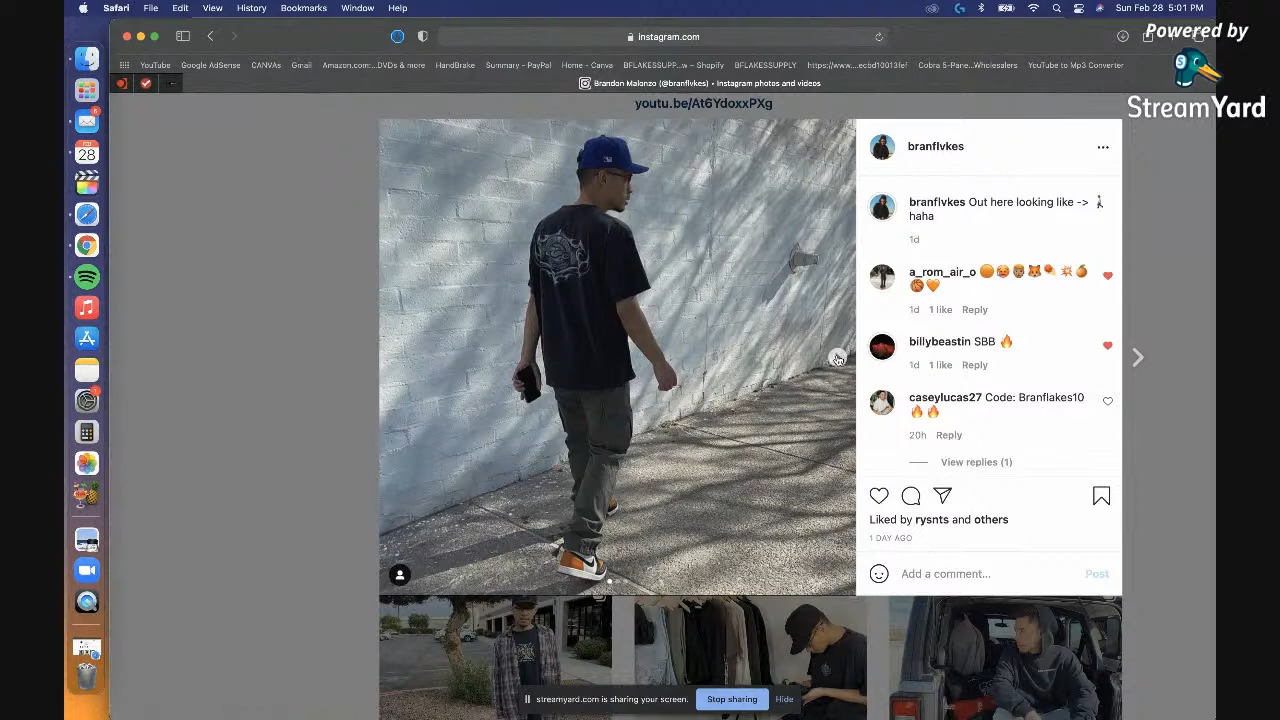 Safari File Edit View History Bookmarks Window Help
Sun Feb 28 5:01 PM
Powered by
StreamYard
instagram.com
YouTube Google AdSense CANVAs Gmail Amazon.com:...DVDs & more HandBrake Summary - PayPal Home - Canva BFLAKESSUPP...w – Shopify BFLAKESSUPPLY https://www....ecbd10013fef Cobra 5-Pane...Wholesalers YouTube to Mp3 Converter
Brandon Malonzo (@branflvkes) • Instagram photos and videos
youtu.be/At6YdoxxPXg
branflvkes
branflvkes Out here looking like -> 🚶
haha
1d
a_rom_air_o
1d 1 like Reply
billybeastin SBB 🔥
1d 1 like Reply
caseylucas27 Code: Branflakes10
🔥🔥
20h Reply
View replies (1)
Liked by rysnts and others
1 DAY AGO
Add a comment... Post
streamyard.com is sharing your screen. Stop sharing Hide